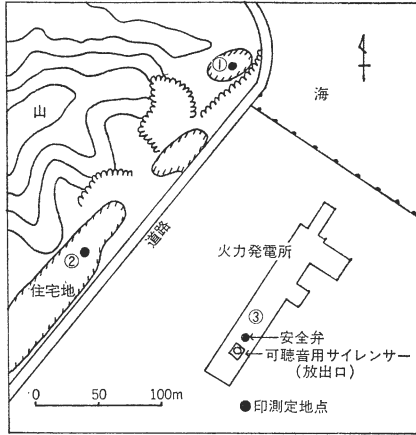 ①
海
山
道路
火力発電所
②
住宅地
③
安全弁
可聴音用サイレンサー
(放出口)
0 50 100m
●印測定地点